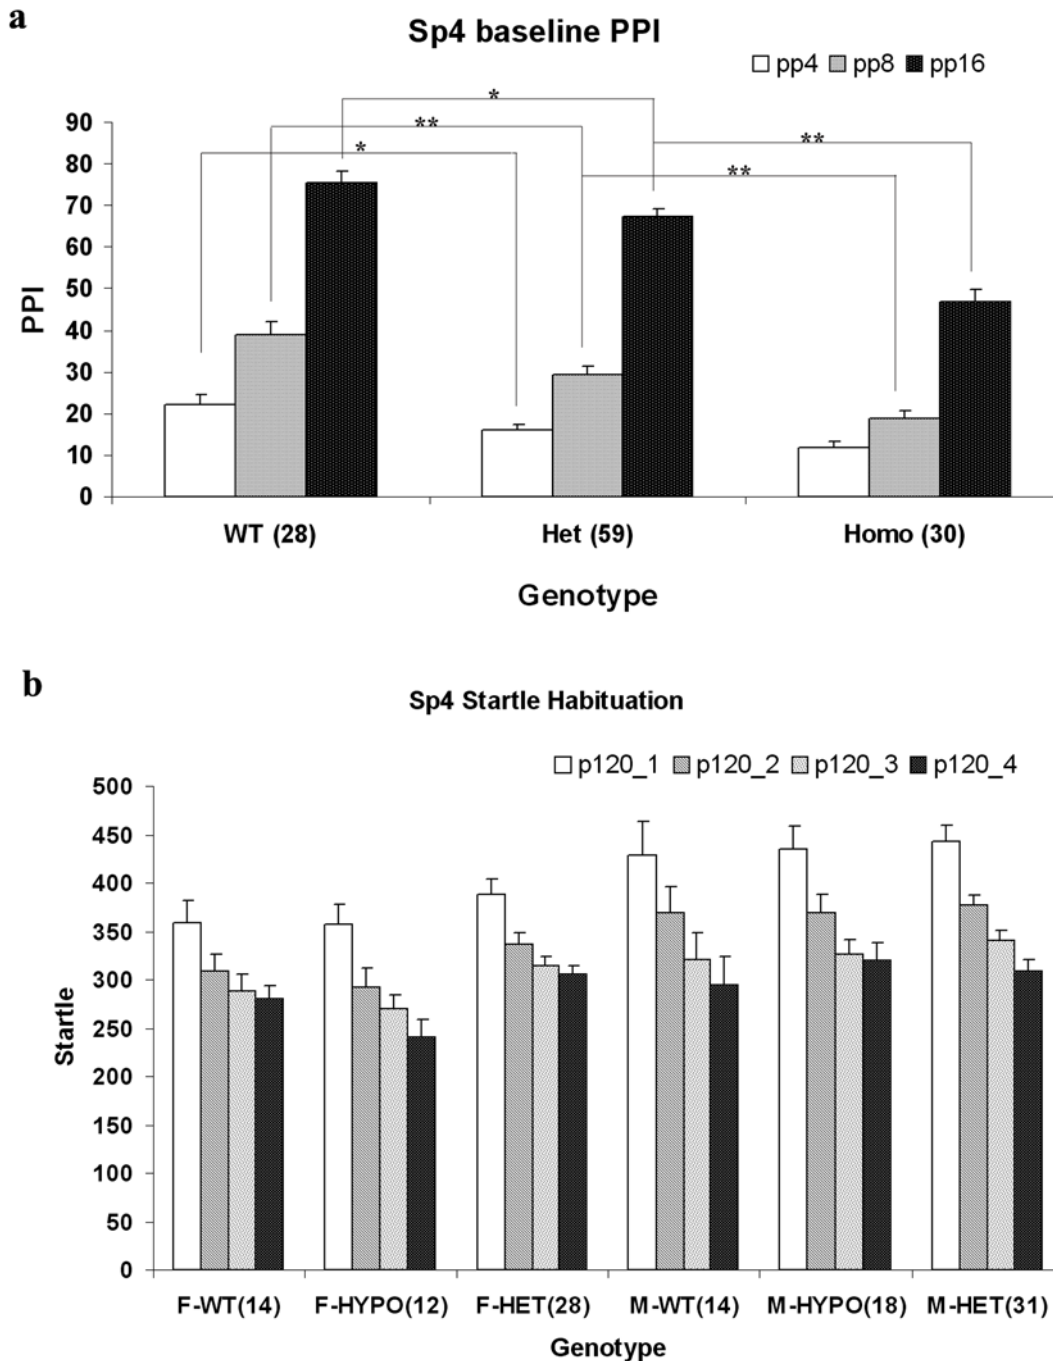 a
Sp4 baseline PPI
pp4 pp8 pp16
*
**
*
**
**
90
80
70
60
50
40
30
20
10
0
PPI
WT (28) Het (59) Homo (30)
Genotype
b
Sp4 Startle Habituation
p120_1 p120_2 p120_3 p120_4
500
450
400
350
300
250
200
150
100
50
0
Startle
F-WT(14) F-HYPO(12) F-HET(28) M-WT(14) M-HYPO(18) M-HET(31)
Genotype